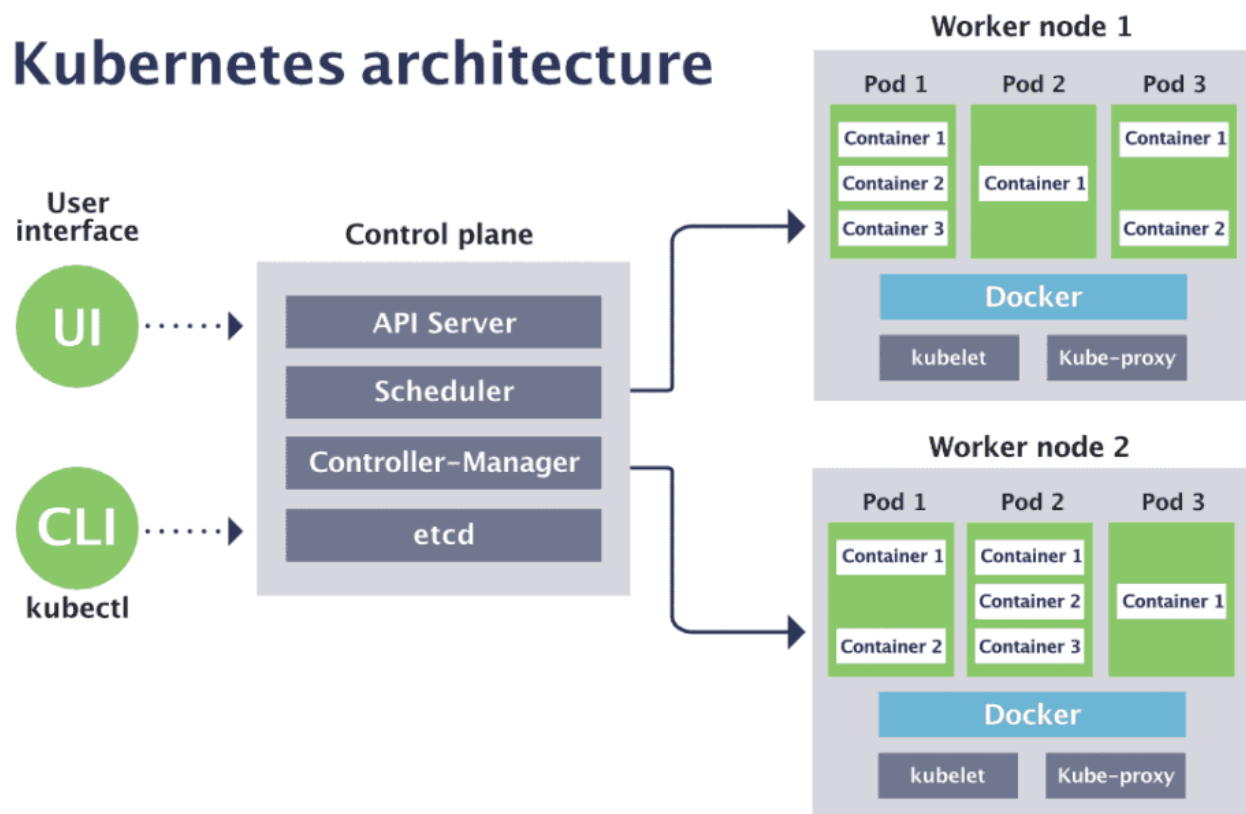 Kubernetes architecture
User
interface
UI
CLI
kubectl
Control plane
API Server
Scheduler
Controller-Manager
etcd
Worker node 1
Pod 1
Container 1
Container 2
Container 3
Pod 2
Container 1
Pod 3
Container 1
Container 2
Docker
kubelet
Kube-proxy
Worker node 2
Pod 1
Container 1
Container 2
Pod 2
Container 1
Container 2
Container 3
Pod 3
Container 1
Docker
kubelet
Kube-proxy